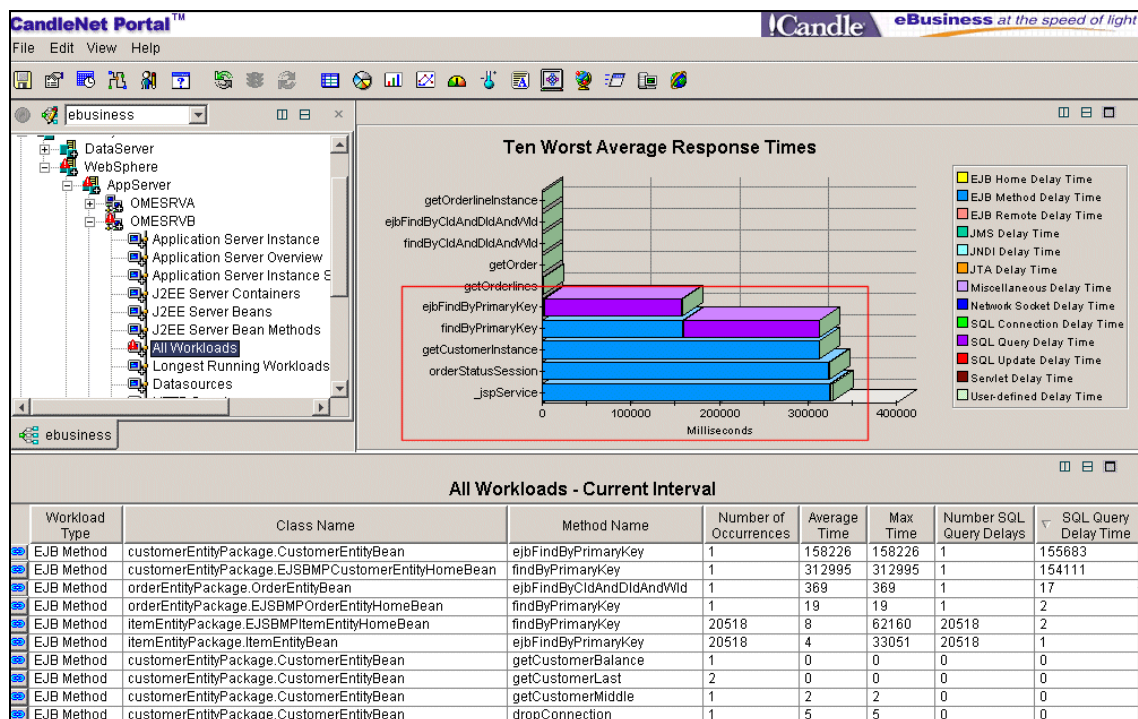 CandleNet Portal™
!Candle eBusiness at the speed of light
File Edit View Help
ebusiness
DataServer
WebSphere
AppServer
OMESRVA
OMESRVB
Application Server Instance
Application Server Overview
Application Server Instance S
J2EE Server Containers
J2EE Server Beans
J2EE Server Bean Methods
All Workloads
Longest Running Workloads
Datasources
ebusiness
Ten Worst Average Response Times
getOrderlineInstance
ejbFindByCIdAndDIdAndWId
findByCIdAndDIdAndWId
getOrder
getOrderlines
ejbFindByPrimaryKey
findByPrimaryKey
getCustomerInstance
orderStatusSession
_jspService
0 100000 200000 300000 400000
Milliseconds
EJB Home Delay Time
EJB Method Delay Time
EJB Remote Delay Time
JMS Delay Time
JNDI Delay Time
JTA Delay Time
Miscellaneous Delay Time
Network Socket Delay Time
SQL Connection Delay Time
SQL Query Delay Time
SQL Update Delay Time
Servlet Delay Time
User-defined Delay Time
All Workloads - Current Interval
Workload Type Class Name Method Name Number of Occurrences Average Time Max Time Number SQL Query Delays SQL Query Delay Time
EJB Method customerEntityPackage.CustomerEntityBean ejbFindByPrimaryKey 1 158226 158226 1 155683
EJB Method customerEntityPackage.EJSBMPCustomerEntityHomeBean findByPrimaryKey 1 312995 312995 1 154111
EJB Method orderEntityPackage.OrderEntityBean ejbFindByCIdAndDIdAndWId 1 369 369 1 17
EJB Method orderEntityPackage.EJSBMPOrderEntityHomeBean findByPrimaryKey 1 19 19 1 2
EJB Method itemEntityPackage.EJSBMPItemEntityHomeBean findByPrimaryKey 20518 8 62160 20518 2
EJB Method itemEntityPackage.ItemEntityBean ejbFindByPrimaryKey 20518 4 33051 20518 1
EJB Method customerEntityPackage.CustomerEntityBean getCustomerBalance 1 0 0 0 0
EJB Method customerEntityPackage.CustomerEntityBean getCustomerLast 2 0 0 0 0
EJB Method customerEntityPackage.CustomerEntityBean getCustomerMiddle 1 2 2 0 0
EJB Method customerEntityPackage.CustomerEntityBean dropConnection 1 5 5 0 0